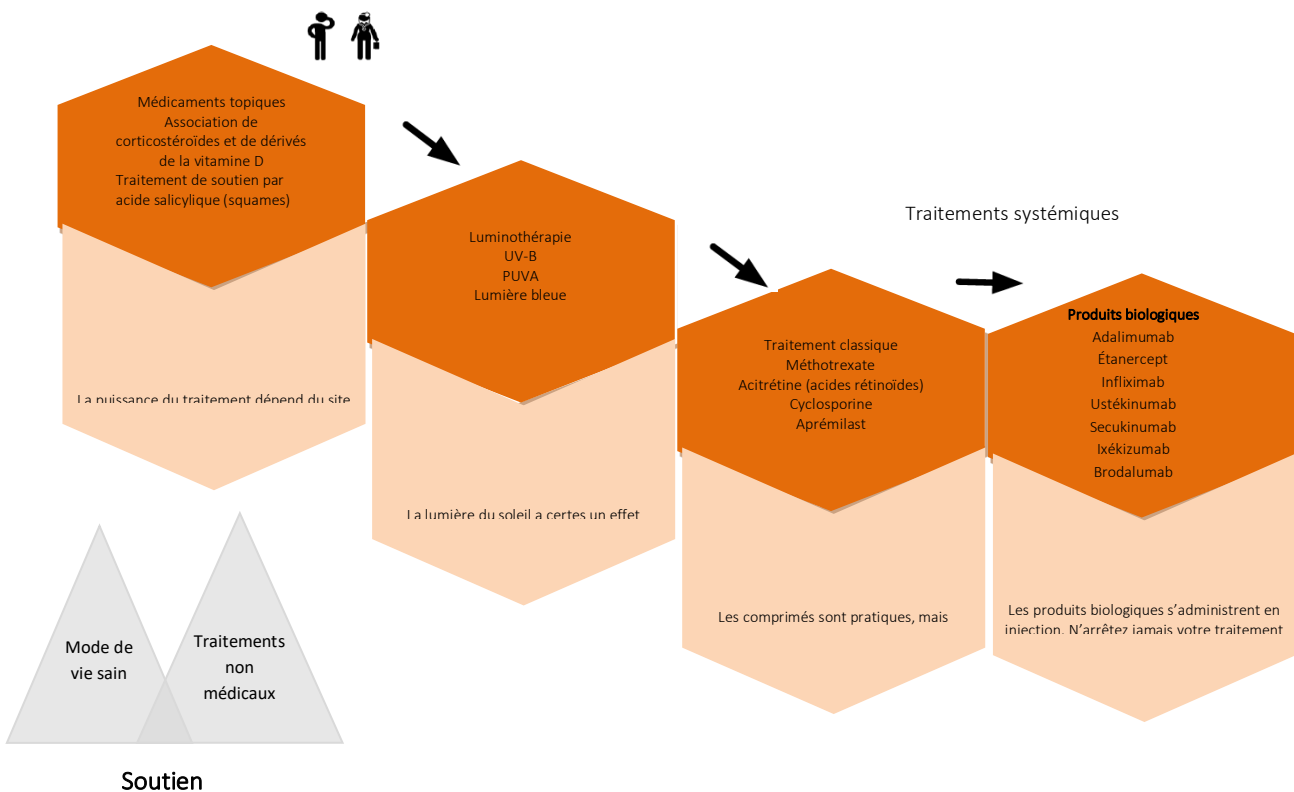 Médicaments topiques
Association de
corticostéroïdes et de dérivés
de la vitamine D
Traitement de soutien par
acide salicylique (squames)
La puissance du traitement dépend du site
Luminothérapie
UV-B
PUVA
Lumière bleue
La lumière du soleil a certes un effet
Traitements systémiques
Traitement classique
Méthotrexate
Acitrétine (acides rétinoïdes)
Cyclosporine
Aprémilast
Les comprimés sont pratiques, mais
Produits biologiques
Adalimumab
Étanercept
Infliximab
Ustékinumab
Secukinumab
Ixékizumab
Brodalumab
Les produits biologiques s’administrent en
injection. N’arrêtez jamais votre traitement
Mode de
vie sain
Traitements
non
médicaux
Soutien